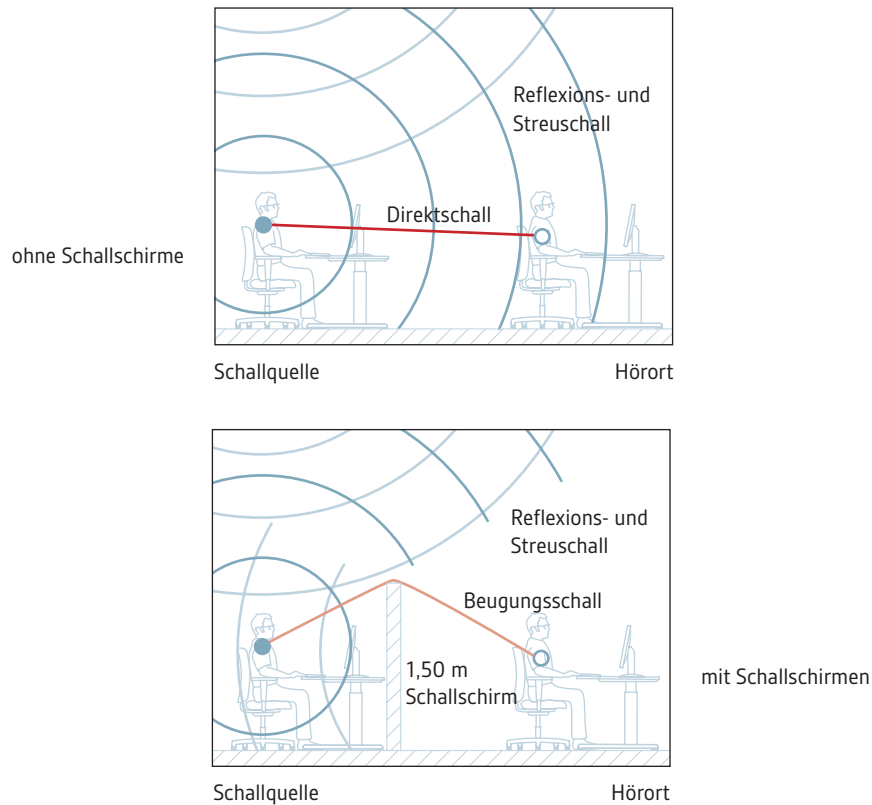 Reflexions- und
Streuschall
Direktschall
ohne Schallschirme
Schallquelle
Hörort
Reflexions- und
Streuschall
Beugungsschall
1,50 m
Schallschirm
mit Schallschirmen
Schallquelle
Hörort